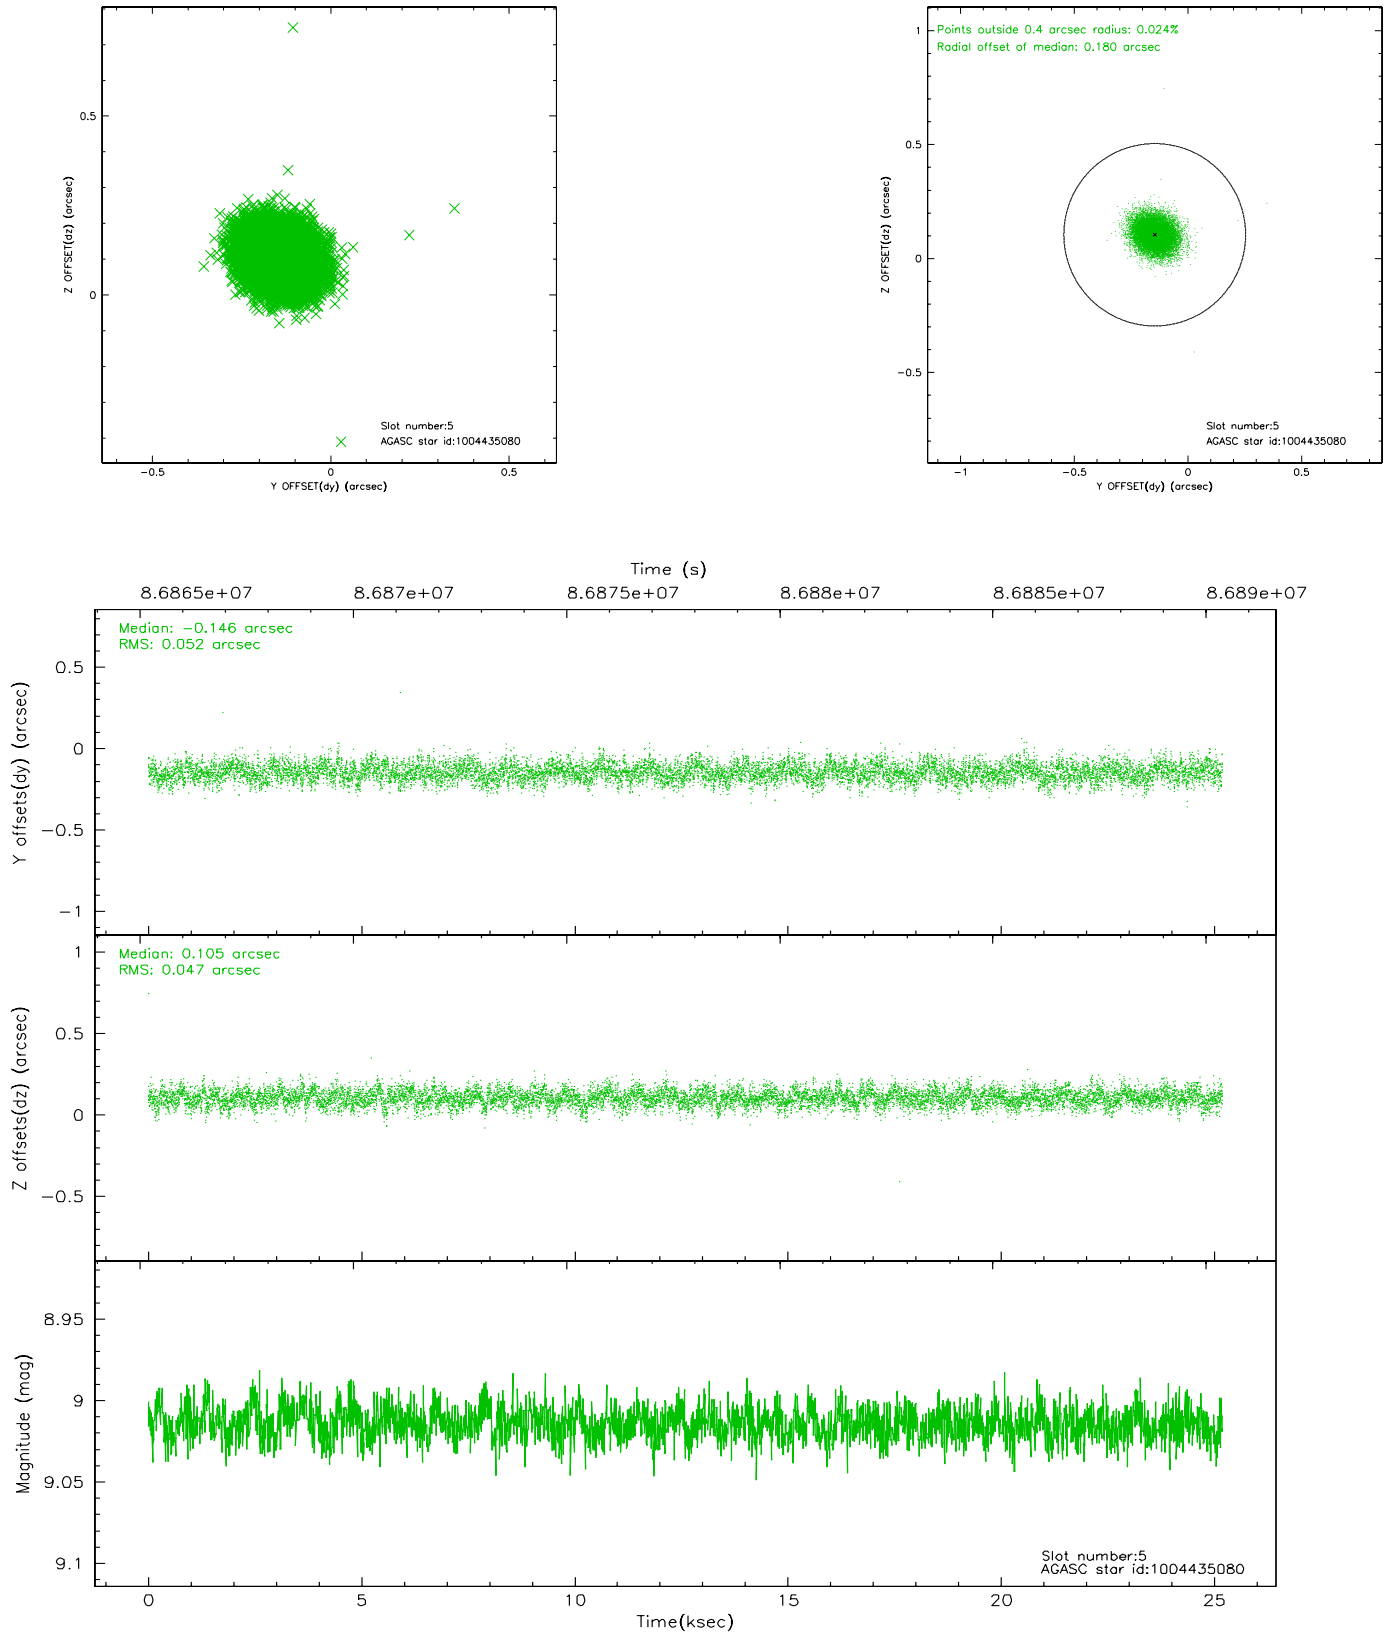 0.5
0
Z OFFSET(dz) (arcsec)
Slot number:5
AGASC star id:1004435080
−0.5 0 0.5
Y OFFSET(dy) (arcsec)
Points outside 0.4 arcsec radius: 0.024%
Radial offset of median: 0.180 arcsec
1
0.5
0
−0.5
Z OFFSET(dz) (arcsec)
Slot number:5
AGASC star id:1004435080
−1 −0.5 0 0.5
Y OFFSET(dy) (arcsec)
Time (s)
8.6865e+07 8.687e+07 8.6875e+07 8.688e+07 8.6885e+07 8.689e+07
Median: −0.146 arcsec
RMS: 0.052 arcsec
0.5
0
−0.5
−1
Y offsets(dy) (arcsec)
Median: 0.105 arcsec
RMS: 0.047 arcsec
1
0.5
0
−0.5
Z offsets(dz) (arcsec)
8.95
9
9.05
9.1
Magnitude (mag)
Slot number:5
AGASC star id:1004435080
0 5 10 15 20 25
Time(ksec)